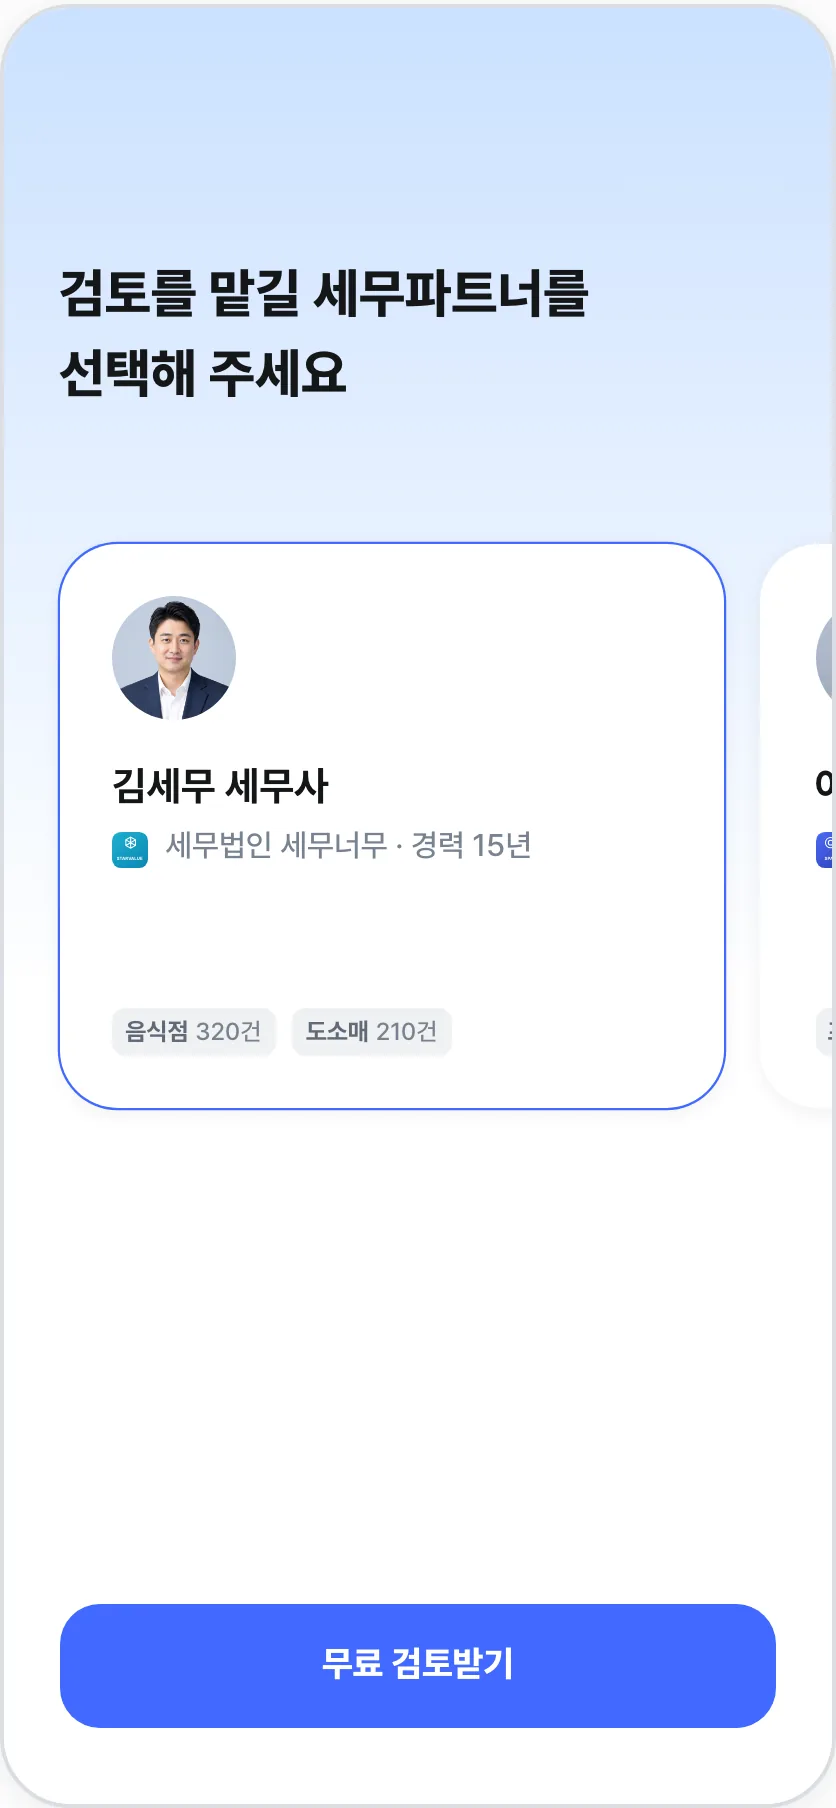 검토를 맡길 세무파트너를
선택해 주세요
김세무 세무사
세무법인 세무너무 · 경력 15년
음식점 320건
도소매 210건
무료 검토받기